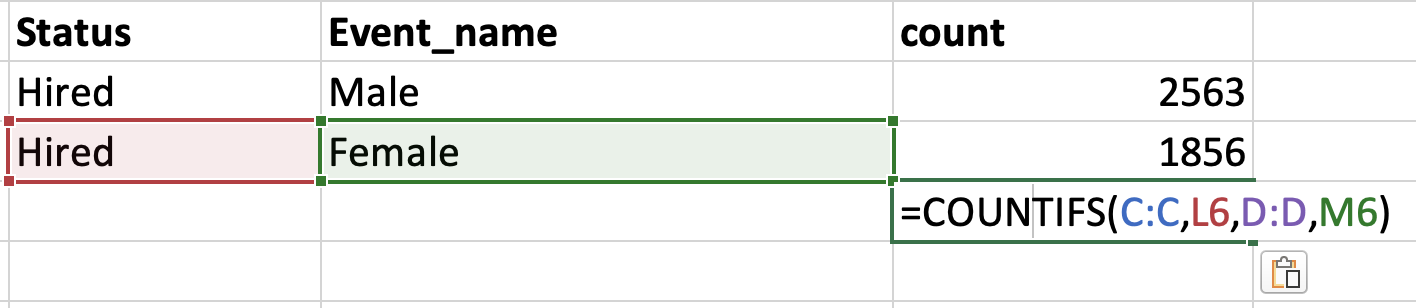 Status Event_name count
Hired Male 2563
Hired Female 1856
=COUNTIFS(C:C,L6,D:D,M6)